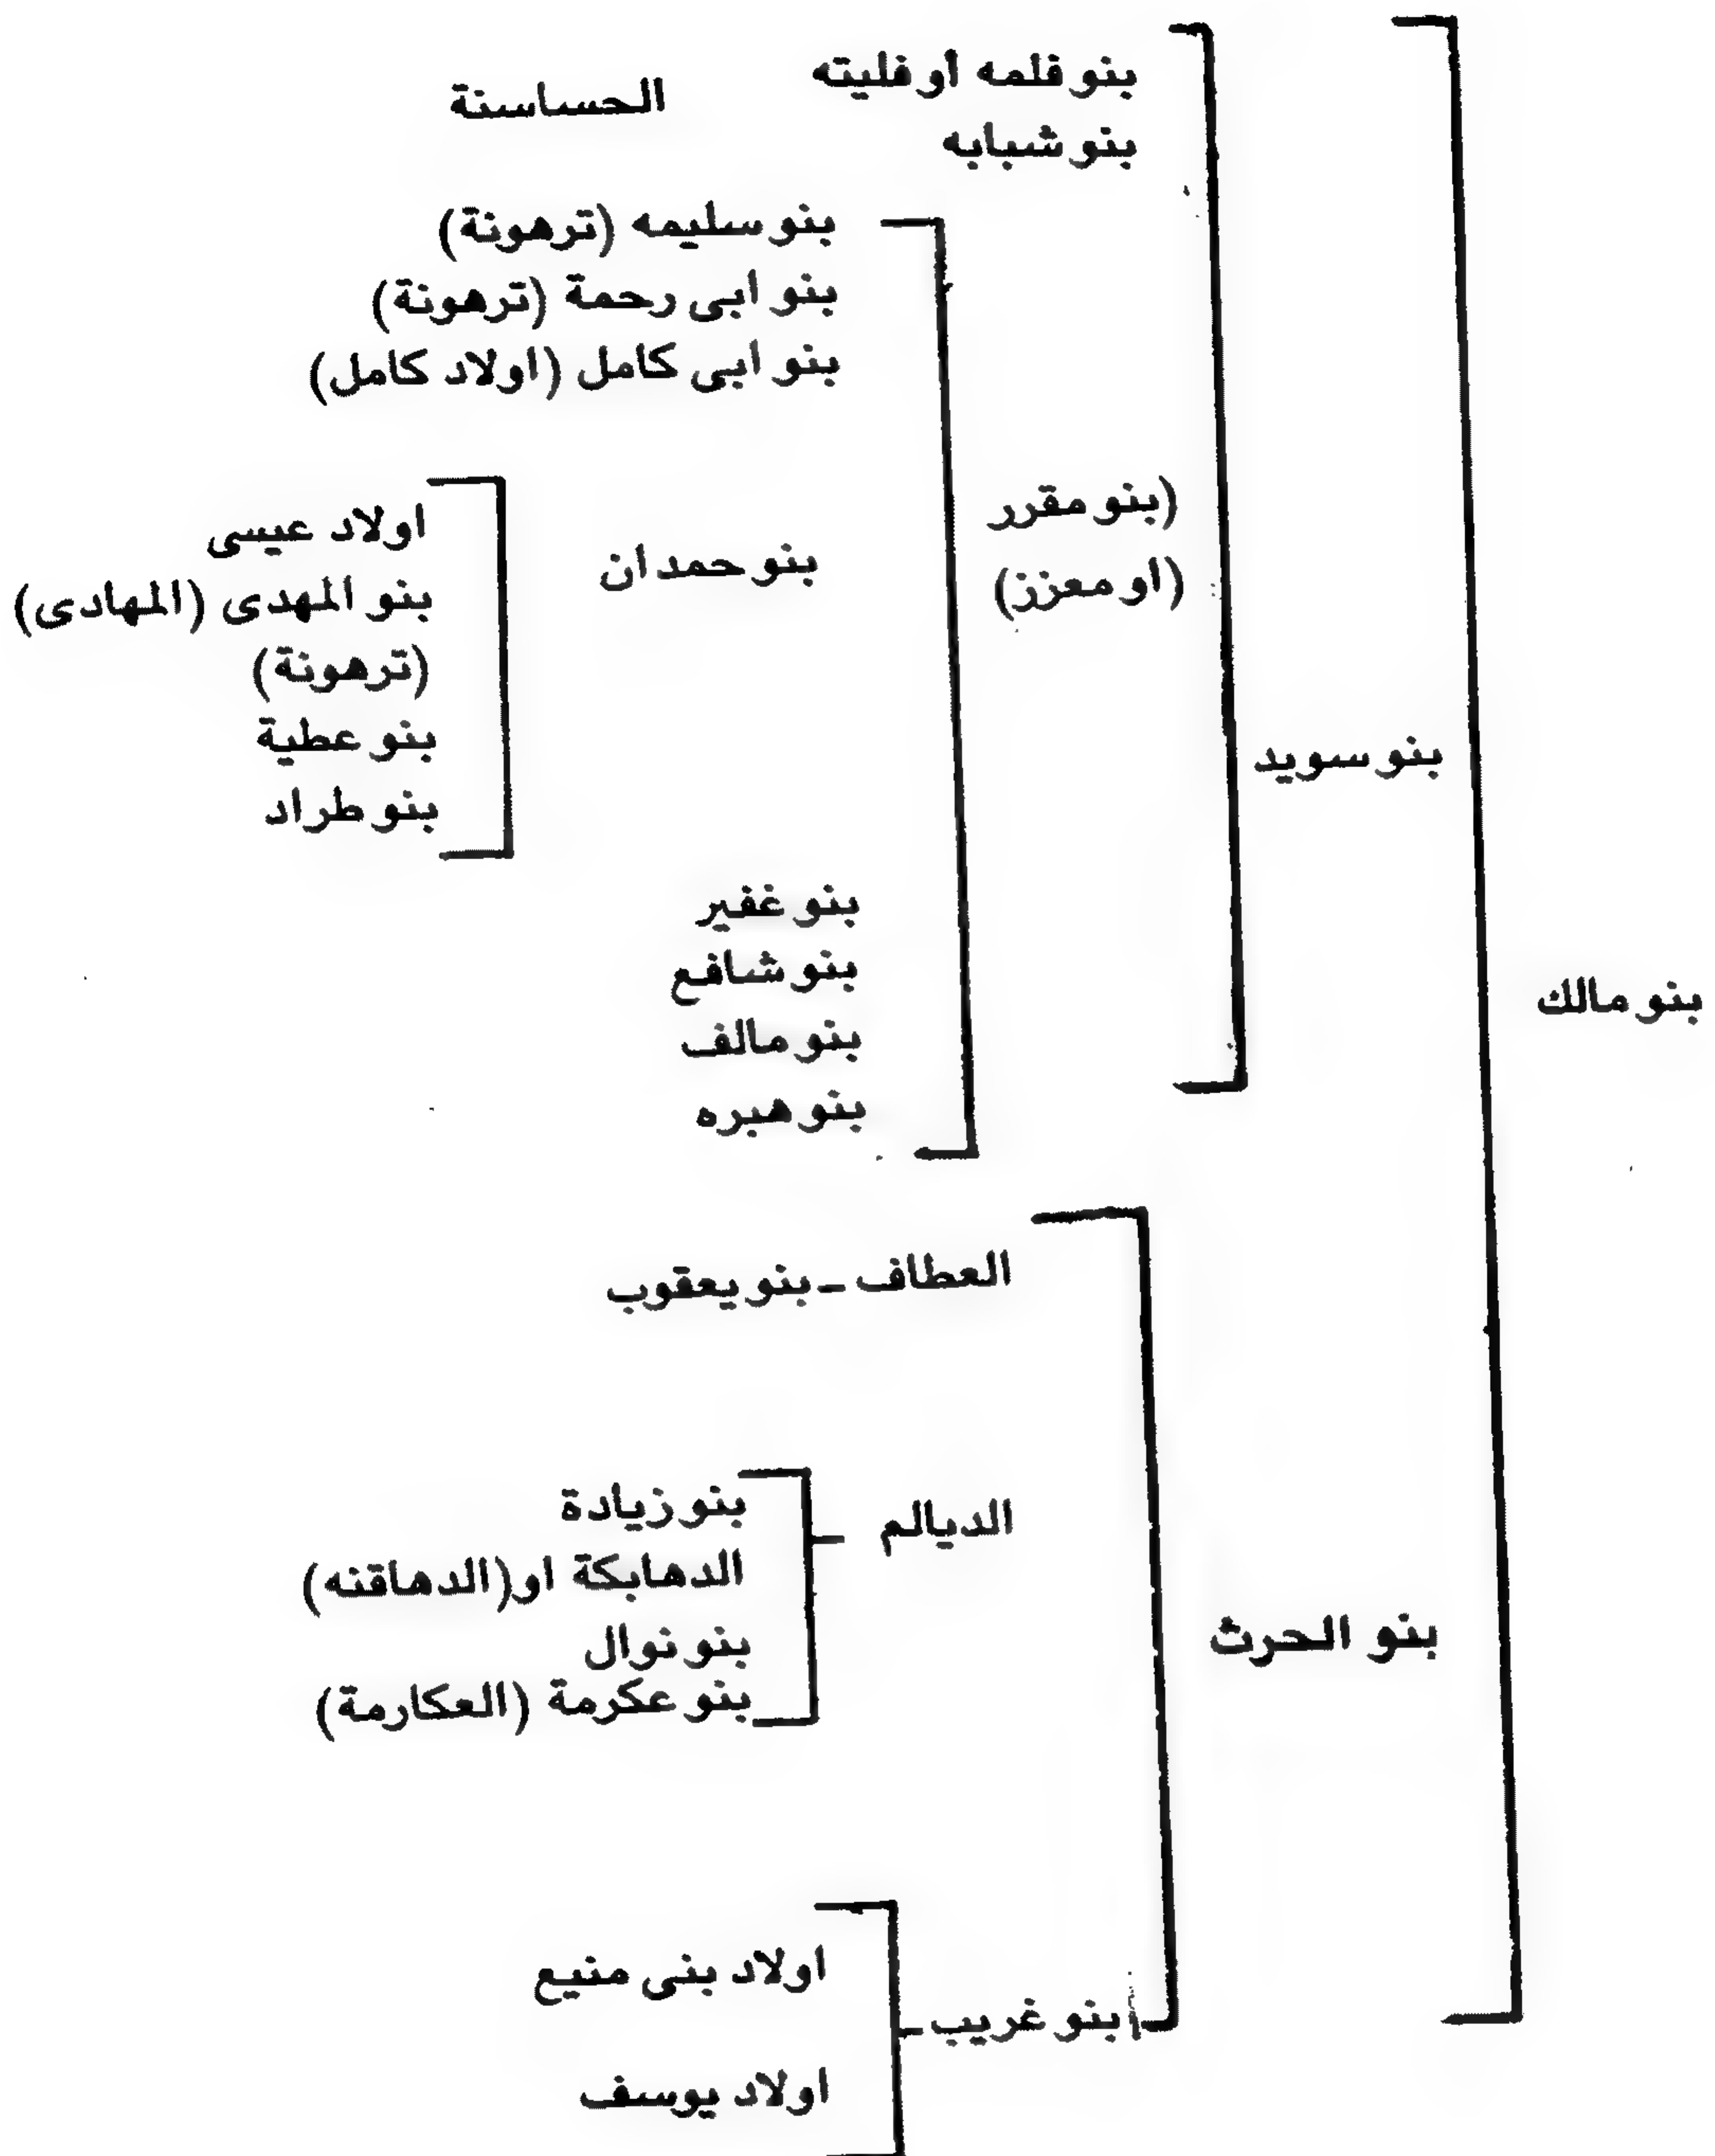 بنو فلمه أو فليته
الحساسنة
بنو شبابه
بنو سليمه (ترهونة)
بنو ابى رحمة (ترهونة)
بنو ابى كامل (اولاد كامل)
(بنو مقرر
(او معزز)
بنو حمدان
اولاد عيسى
بنو المهدى (المهادى)
(ترهونة)
بنو عطية
بنو طراد
بنو سويد
بنو غفير
بنو شافع
بنو مالف
بنو هبره
بنو مالك
العطاف - بنو يعقوب
الديالم
بنو زيادة
الدهابكة او (الدهاقنه)
بنو نوال
بنو عكرمة (العكارمة)
بنو الحرث
بنو غريب
اولاد بنى منيع
اولاد يوسف